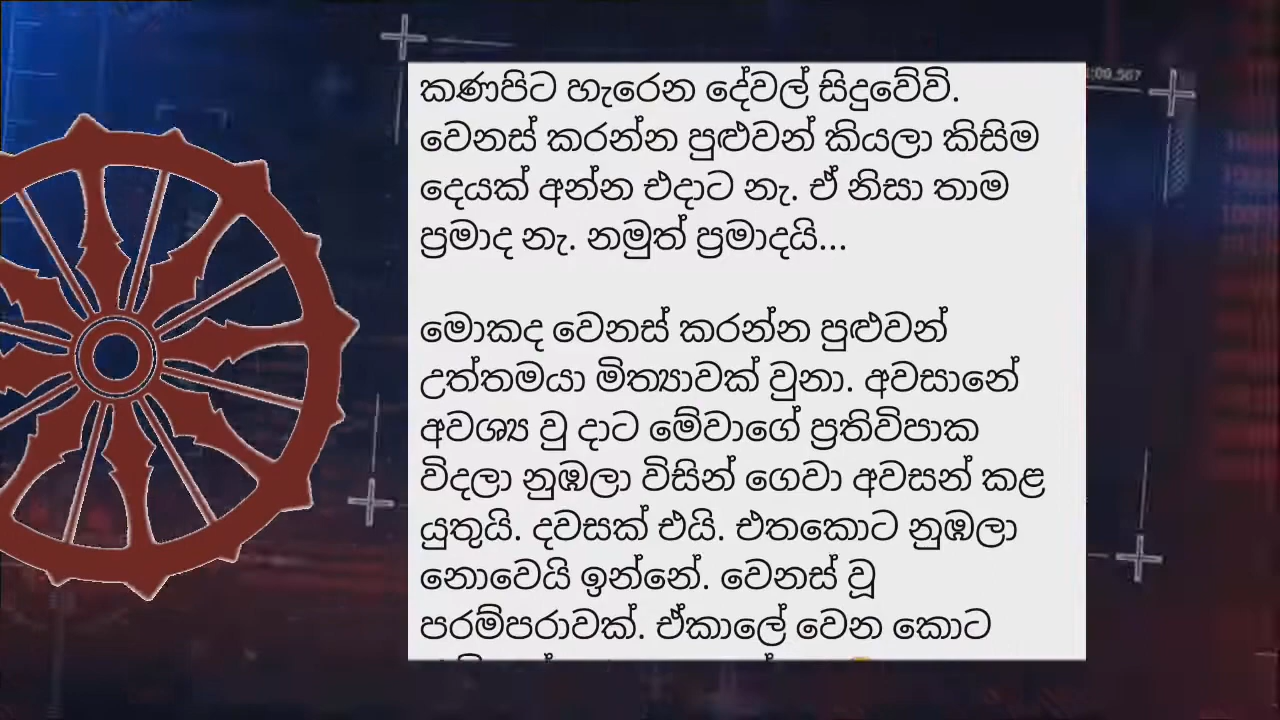 කණපිට හැරෙන දේවල් සිදුවේවි.
වෙනස් කරන්න පුළුවන් කියලා කිසිම
දෙයක් අන්න එදාට නැ. ඒ නිසා තාම
ප්‍රමාද නැ. නමුත් ප්‍රමාදයි...
මොකද වෙනස් කරන්න පුළුවන්
උත්තමයා මිත්‍යාවක් වුනා. අවසානේ
අවශ්‍ය වු දාට මේවාගේ ප්‍රතිවිපාක
විදලා නුඹලා විසින් ගෙවා අවසන් කළ
යුතුයි. දවසක් එයි. එතකොට නුඹලා
නොවෙයි ඉන්නේ. වෙනස් වූ
පරම්පරාවක්. ඒකාලේ වෙන කොට